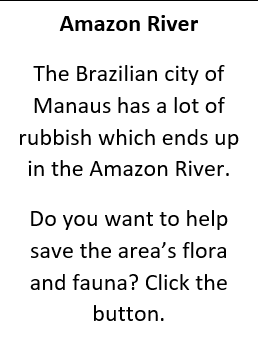 Amazon River
The Brazilian city of
Manaus has a lot of
rubbish which ends up
in the Amazon River.
Do you want to help
save the area’s flora
and fauna? Click the
button.